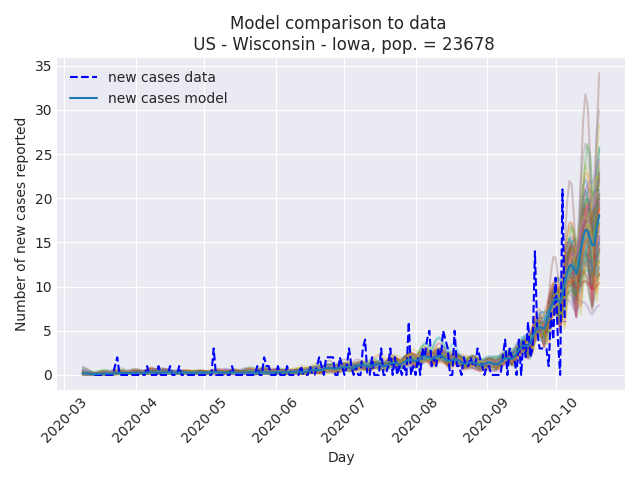 Model comparison to data
US - Wisconsin - Iowa, pop. = 23678
new cases data
new cases model
Number of new cases reported
35
30
25
20
15
10
5
0
2020-03
2020-04
2020-05
2020-06
2020-07
2020-08
2020-09
2020-10
Day